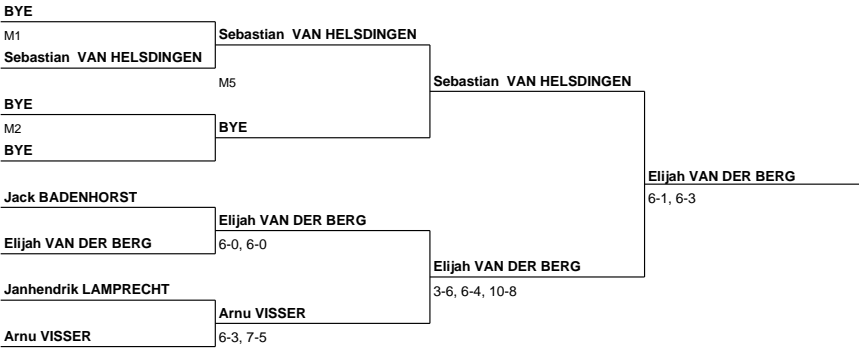 BYE
M1
Sebastian VAN HELSDINGEN
Sebastian VAN HELSDINGEN
M5
Sebastian VAN HELSDINGEN
BYE
M2
BYE
BYE
Elijah VAN DER BERG
6-1, 6-3
Jack BADENHORST
Elijah VAN DER BERG
Elijah VAN DER BERG
6-0, 6-0
Elijah VAN DER BERG
3-6, 6-4, 10-8
Janhendrik LAMPRECHT
Arnu VISSER
Arnu VISSER
6-3, 7-5